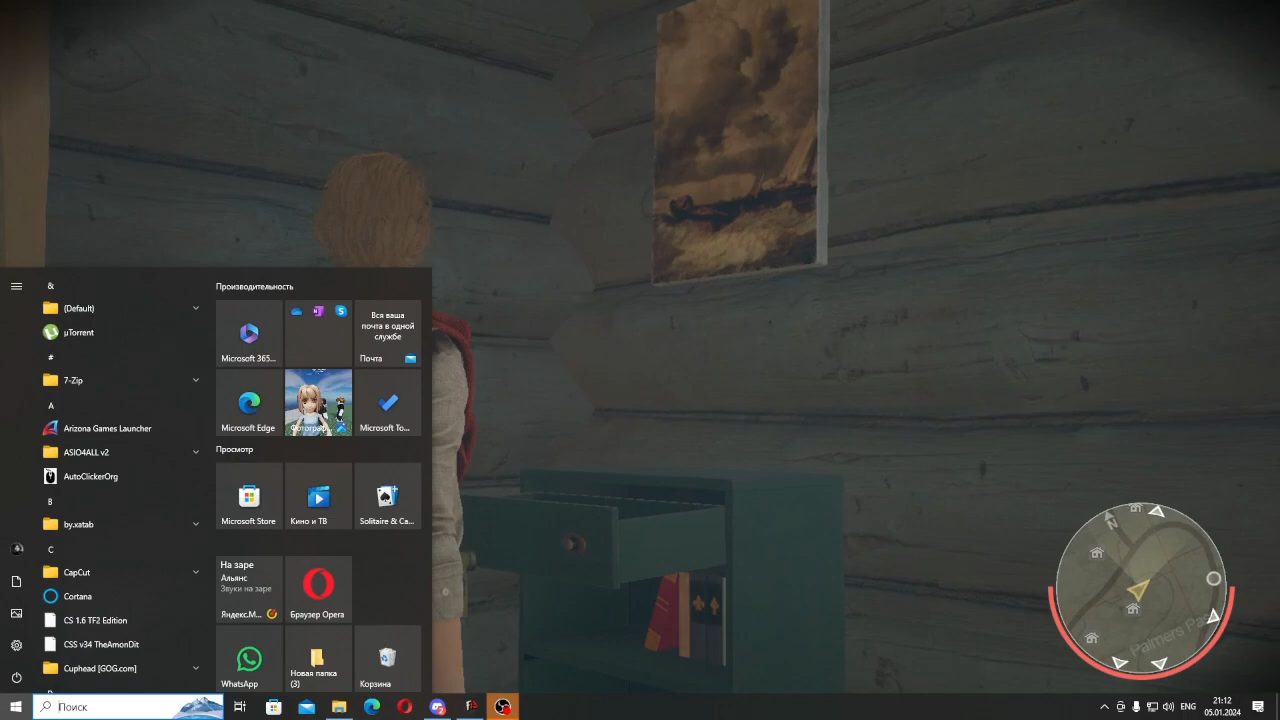 &
(Default)
µTorrent
#
7-Zip
A
Arizona Games Launcher
ASIO4ALL v2
AutoClickerOrg
B
by.xatab
C
CapCut
Cortana
CS 1.6 TF2 Edition
CSS v34 TheAmonDit
Cuphead [GOG.com]
Производительность
Microsoft 365...
Вся ваша
почта в одной
службе
Почта
Microsoft Edge
Фотограф...
Microsoft To...
Просмотр
Microsoft Store
Кино и ТВ
Solitaire & Ca...
На заре
Альянс
Звуки на заре
Яндекс.М...
Браузер Opera
WhatsApp
Новая папка
(3)
Корзина
N
Palmers Pas
Поиск
ENG
21:12
05.01.2024